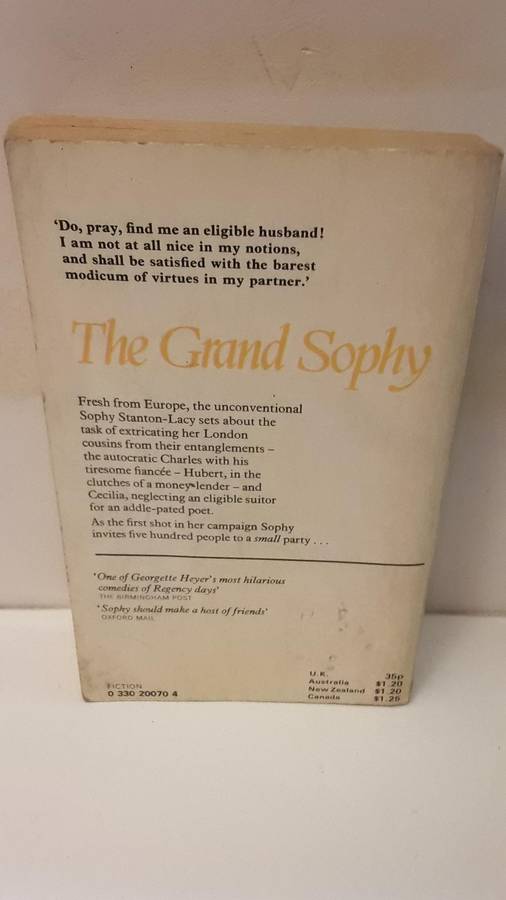 ‘Do, pray, find me an eligible husband!
I am not at all nice in my notions,
and shall be satisfied with the barest
modicum of virtues in my partner.’
The Grand Sophy
Fresh from Europe, the unconventional
Sophy Stanton-Lacy sets about the
task of extricating her London
cousins from their entanglements –
the autocratic Charles with his
tiresome fiancée – Hubert, in the
clutches of a money-lender – and
Cecilia, neglecting an eligible suitor
for an addle-pated poet.
As the first shot in her campaign Sophy
invites five hundred people to a small party . . .
‘One of Georgette Heyer's most hilarious
comedies of Regency days’
THE BIRMINGHAM POST
‘Sophy should make a host of friends’
OXFORD MAIL
FICTION
0 330 20070 4
U.K. 35p
Australia $1.20
New Zealand $1.20
Canada $1.25